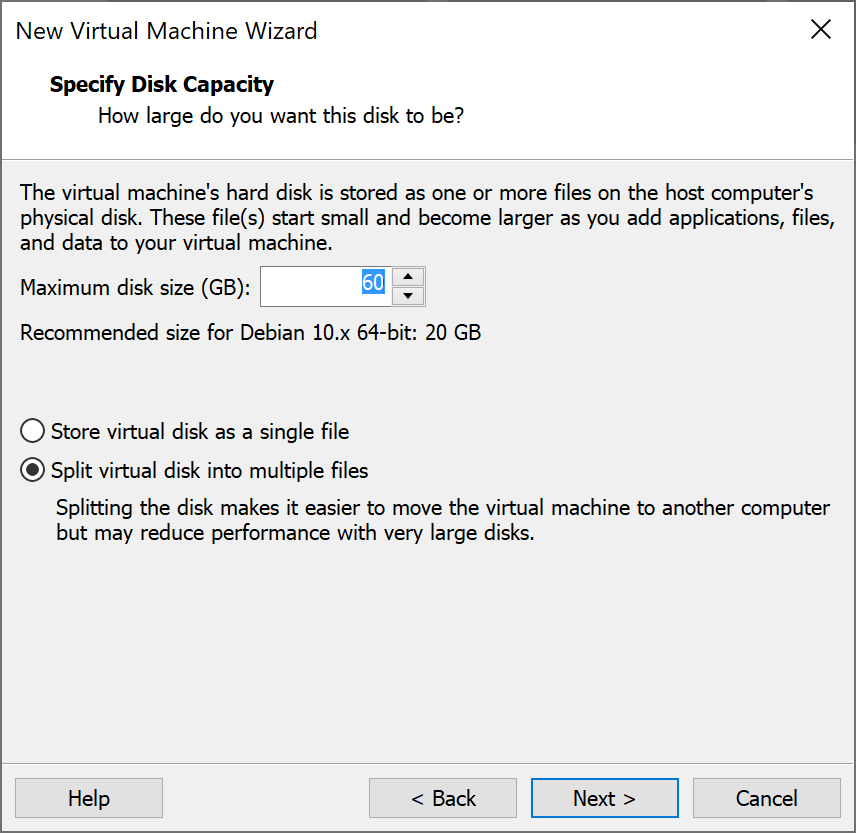 New Virtual Machine Wizard
Specify Disk Capacity
How large do you want this disk to be?
The virtual machine's hard disk is stored as one or more files on the host computer's
physical disk. These file(s) start small and become larger as you add applications, files,
and data to your virtual machine.
Maximum disk size (GB): 60
Recommended size for Debian 10.x 64-bit: 20 GB
Store virtual disk as a single file
Split virtual disk into multiple files
Splitting the disk makes it easier to move the virtual machine to another computer
but may reduce performance with very large disks.
Help < Back Next > Cancel